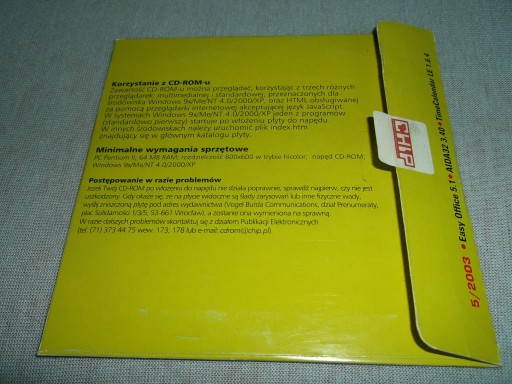 Korzystanie z CD-ROM-u
Zawartość CD-ROM-u można przeglądać, korzystając z trzech różnych
przeglądarek: multimedialnej i standardowej, przeznaczonych dla
środowiska Windows 9x/Me/NT 4.0/2000/XP, oraz HTML obsługiwanej
za pomocą przeglądarki internetowej akceptującej język JavaScript.
W systemach Windows 9x/Me/NT 4.0/2000/XP jeden z programów
(standardowo pierwszy) startuje po włożeniu płyty do napędu.
W innych środowiskach należy uruchomić plik index.htm
znajdujący się w głównym katalogu płyty.
Minimalne wymagania sprzętowe
PC Pentium II, 64 MB RAM, rozdzielczość 800x600 w trybie hicolor, napęd CD-ROM,
Windows 9x/Me/NT 4.0/2000/XP
Postępowanie w razie problemów
Jeżeli Twój CD-ROM po włożeniu do napędu nie działa poprawnie, sprawdź najpierw, czy nie jest
uszkodzony. Gdy okaże się, że na płycie widoczne są ślady zarysowań lub inne fizyczne wady,
wyślij zniszczoną płytę pod adres wydawnictwa (Vogel Burda Communications, dział Prenumeraty,
plac Solidarności 1/3/5, 53-661 Wrocław), a zostanie ona wymieniona na sprawną.
W razie dalszych problemów skontaktuj się z działem Publikacji Elektronicznych
(tel. (71) 373 44 75 wew. 173, 178 lub e-mail: cdrom@chip.pl).
CHIP
5/2003 • Easy Office 5.1 • AIDA32 3.40 • TimeCalendar LE 1.8.4